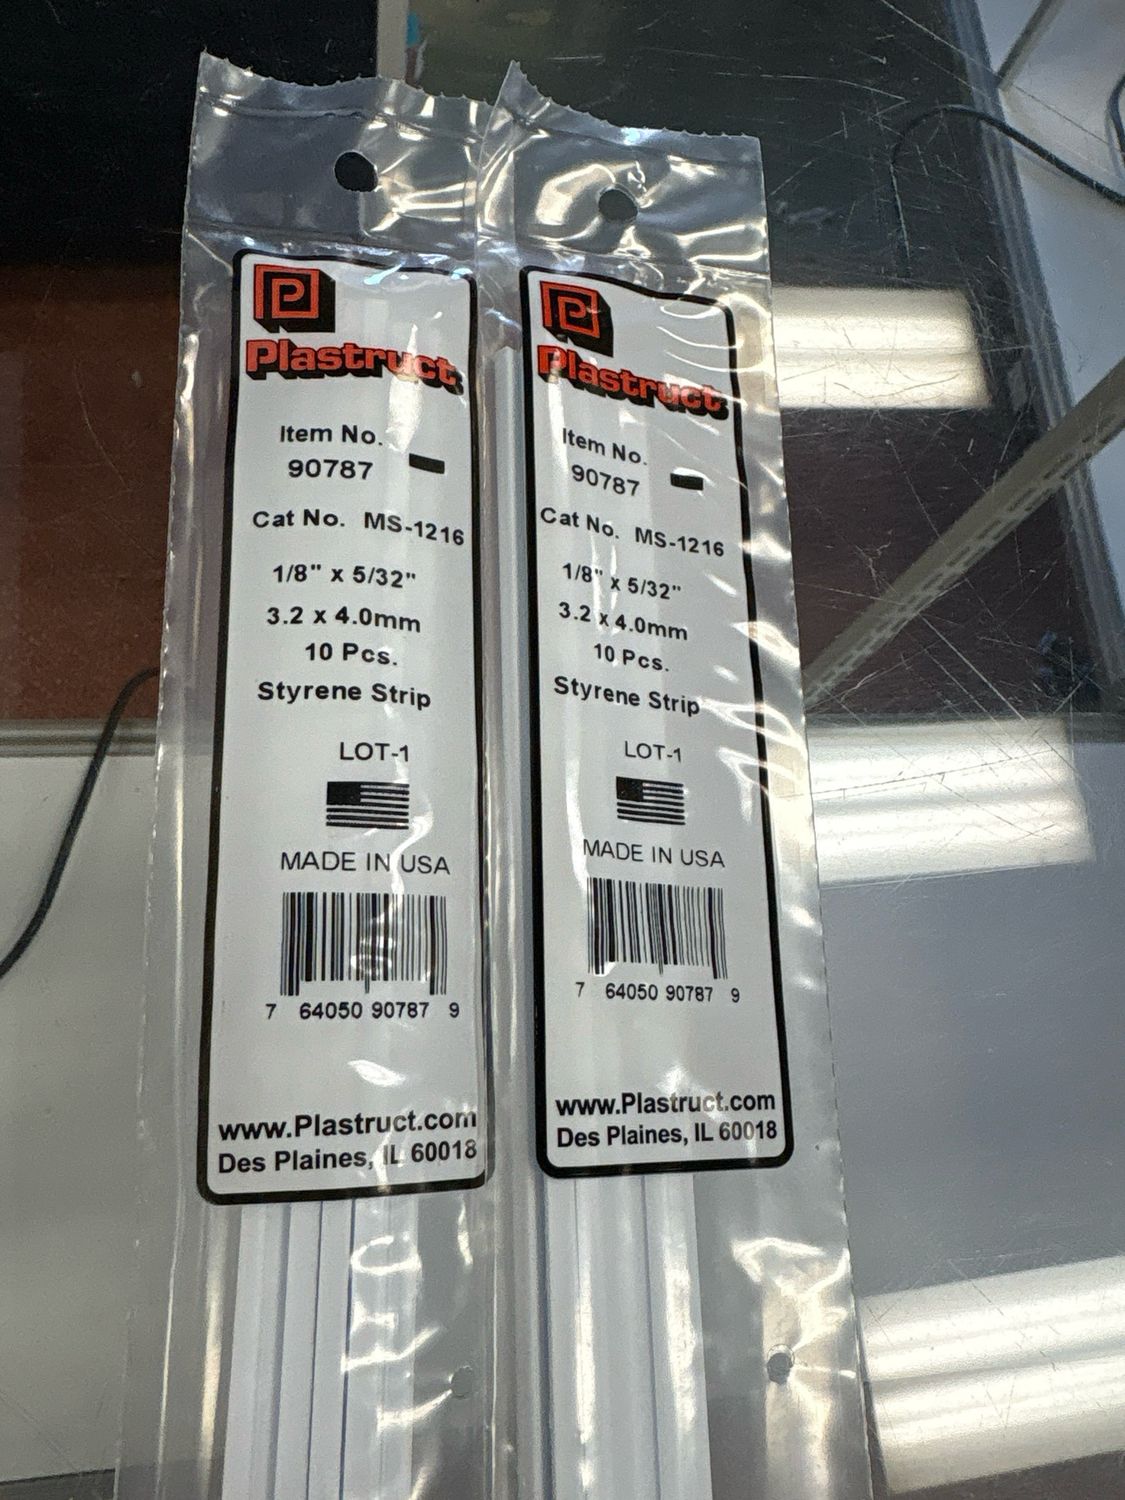 Plastruct
Item No.
90787
Cat No. MS-1216
1/8" x 5/32"
3.2 x 4.0mm
10 Pcs.
Styrene Strip
LOT-1
MADE IN USA
7 64050 90787 9
www.Plastruct.com
Des Plaines, IL 60018
Plastruct
Item No.
90787
Cat No. MS-1216
1/8" x 5/32"
3.2 x 4.0mm
10 Pcs.
Styrene Strip
LOT-1
MADE IN USA
7 64050 90787 9
www.Plastruct.com
Des Plaines, IL 60018